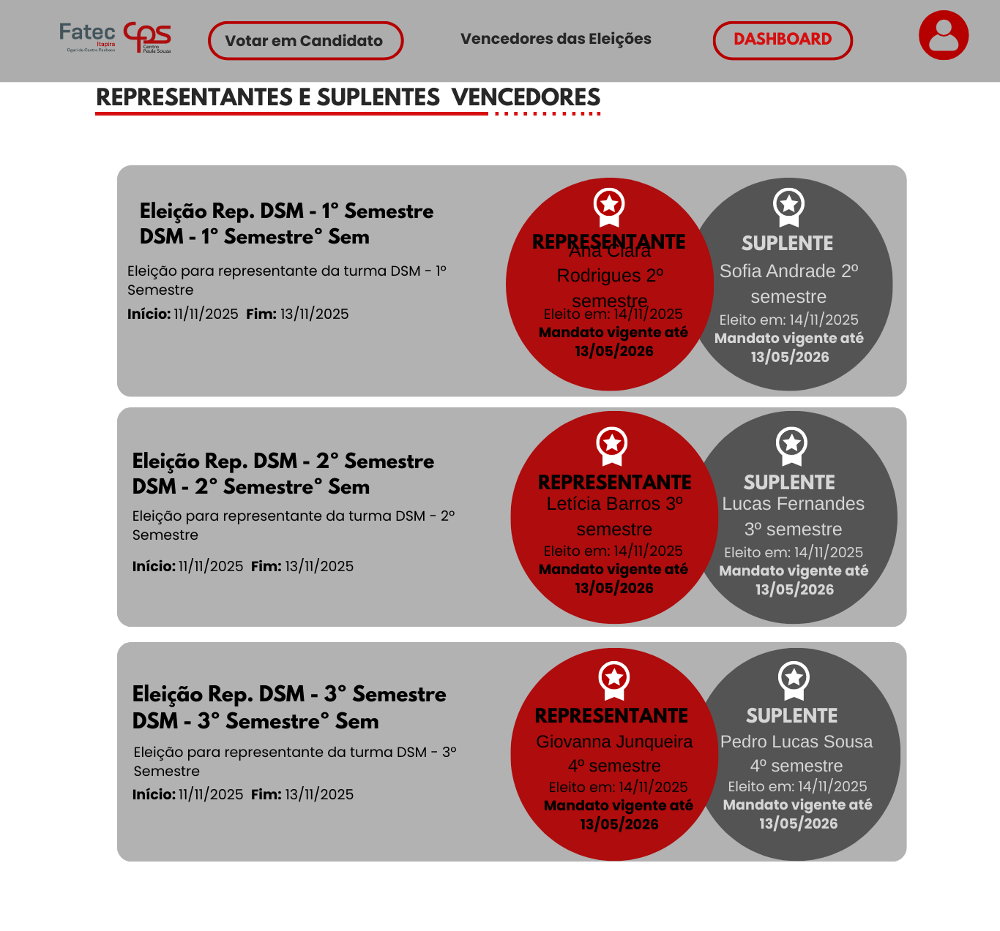 Fatec
Itapira
Ogari de Castro Pacheco
CPS
Centro
Paula Souza
Votar em Candidato
Vencedores das Eleições
DASHBOARD
REPRESENTANTES E SUPLENTES VENCEDORES
Eleição Rep. DSM - 1º Semestre
DSM - 1º Semestreº Sem
Eleição para representante da turma DSM - 1º
Semestre
Início: 11/11/2025 Fim: 13/11/2025
REPRESENTANTE
Ana Clara
Rodrigues 2º
semestre
Eleito em: 14/11/2025
Mandato vigente até
13/05/2026
SUPLENTE
Sofia Andrade 2º
semestre
Eleito em: 14/11/2025
Mandato vigente até
13/05/2026
Eleição Rep. DSM - 2º Semestre
DSM - 2º Semestreº Sem
Eleição para representante da turma DSM - 2º
Semestre
Início: 11/11/2025 Fim: 13/11/2025
REPRESENTANTE
Letícia Barros 3º
semestre
Eleito em: 14/11/2025
Mandato vigente até
13/05/2026
SUPLENTE
Lucas Fernandes
3º semestre
Eleito em: 14/11/2025
Mandato vigente até
13/05/2026
Eleição Rep. DSM - 3º Semestre
DSM - 3º Semestreº Sem
Eleição para representante da turma DSM - 3º
Semestre
Início: 11/11/2025 Fim: 13/11/2025
REPRESENTANTE
Giovanna Junqueira
4º semestre
Eleito em: 14/11/2025
Mandato vigente até
13/05/2026
SUPLENTE
Pedro Lucas Sousa
4º semestre
Eleito em: 14/11/2025
Mandato vigente até
13/05/2026